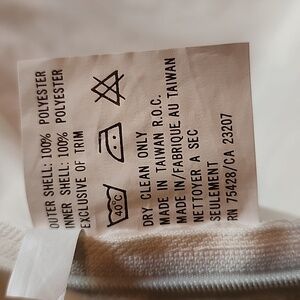 OUTER SHELL: 100% POLYESTER
INNER SHELL: 100% POLYESTER
EXCLUSIVE OF TRIM
40°C
DRY CLEAN ONLY
MADE IN TAIWAN R.O.C.
MADE IN/FABRIQUE AU TAIWAN
NETTOYER A SEC
SEULEMENT
RN 75428/CA 23207